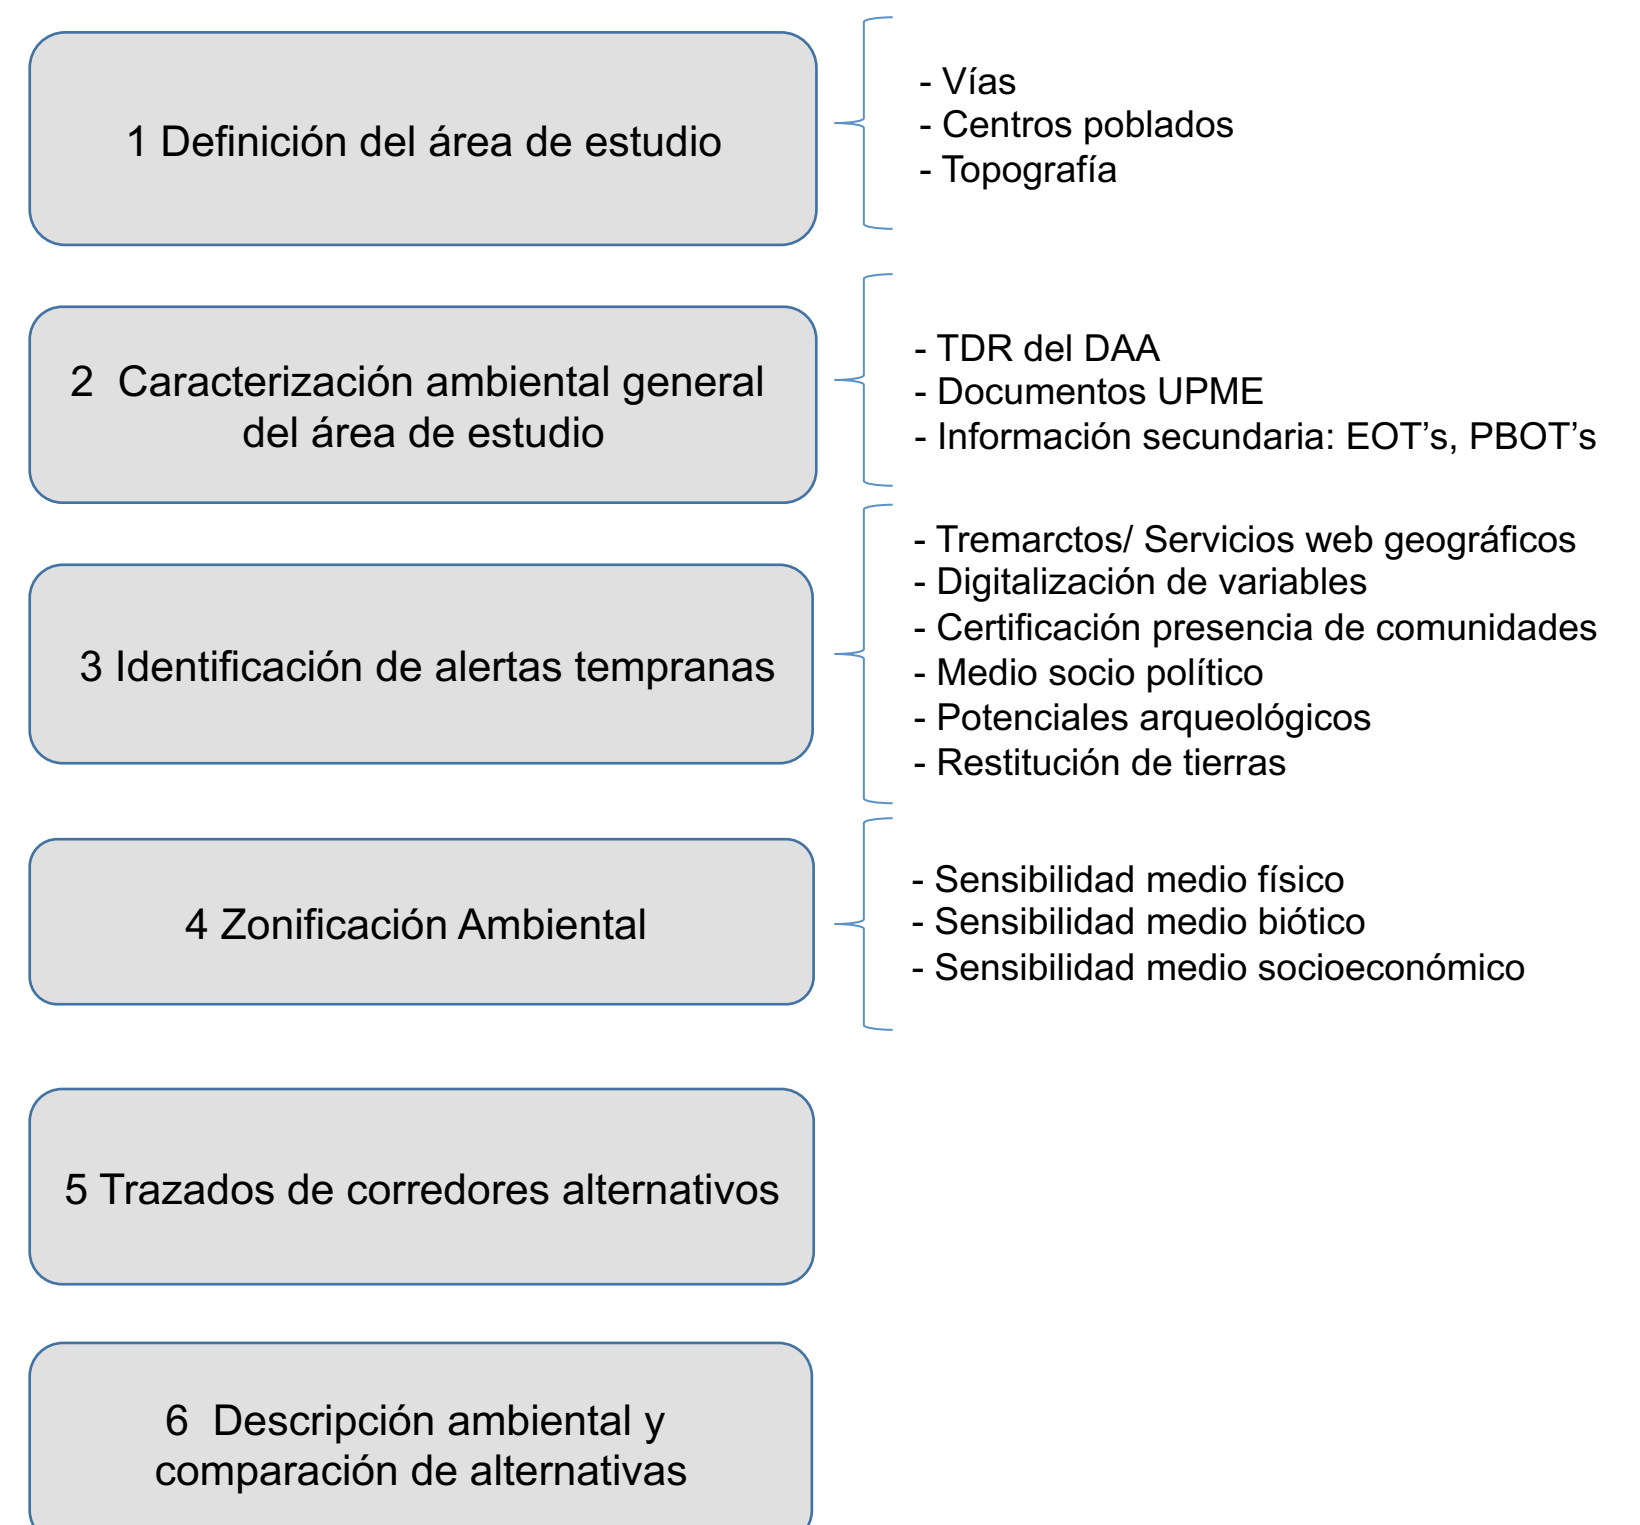 1 Definición del área de estudio
- Vías
- Centros poblados
- Topografía
2  Caracterización ambiental general
del área de estudio
- TDR del DAA
- Documentos UPME
- Información secundaria: EOT’s, PBOT’s
3 Identificación de alertas tempranas
- Tremarctos/ Servicios web geográficos
- Digitalización de variables
- Certificación presencia de comunidades
- Medio socio político
- Potenciales arqueológicos
- Restitución de tierras
4 Zonificación Ambiental
- Sensibilidad medio físico
- Sensibilidad medio biótico
- Sensibilidad medio socioeconómico
5 Trazados de corredores alternativos
6  Descripción ambiental y
comparación de alternativas